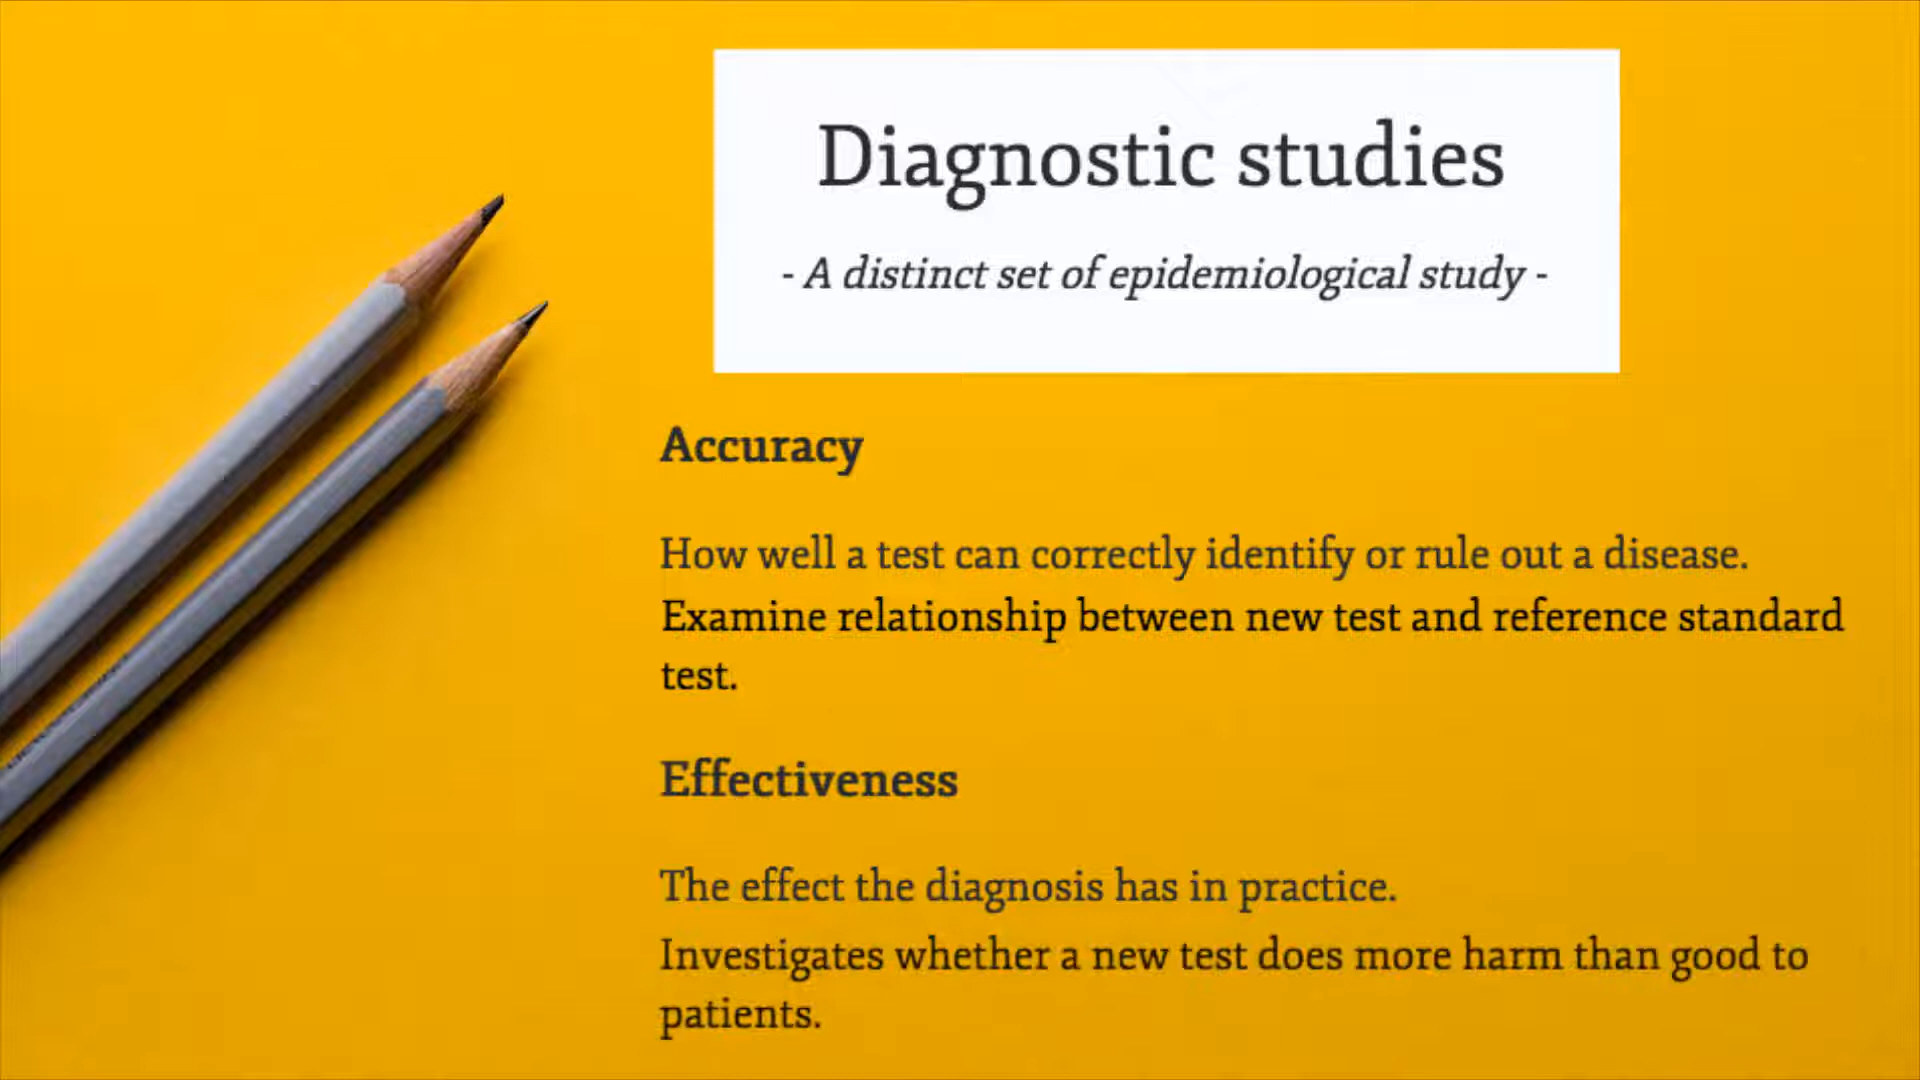 Diagnostic studies
- A distinct set of epidemiological study -
Accuracy
How well a test can correctly identify or rule out a disease.
Examine relationship between new test and reference standard
test.
Effectiveness
The effect the diagnosis has in practice.
Investigates whether a new test does more harm than good to
patients.